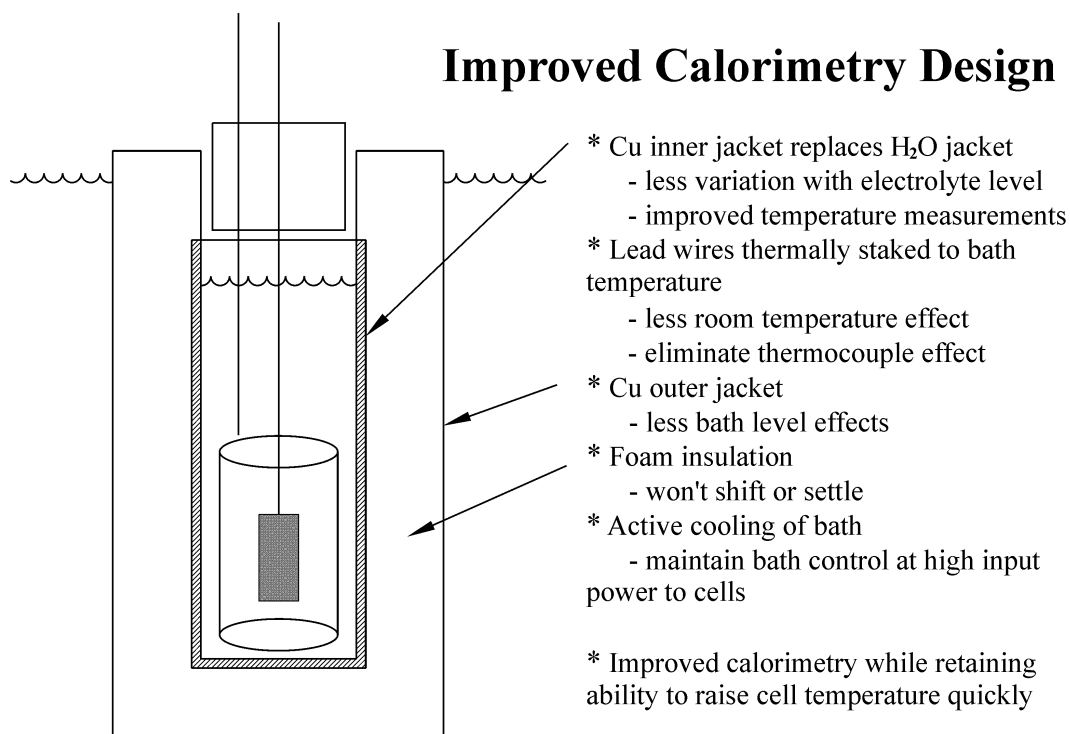 Improved Calorimetry Design
* Cu inner jacket replaces H₂O jacket
- less variation with electrolyte level
- improved temperature measurements
* Lead wires thermally staked to bath
temperature
- less room temperature effect
- eliminate thermocouple effect
* Cu outer jacket
- less bath level effects
* Foam insulation
- won't shift or settle
* Active cooling of bath
- maintain bath control at high input
power to cells
* Improved calorimetry while retaining
ability to raise cell temperature quickly